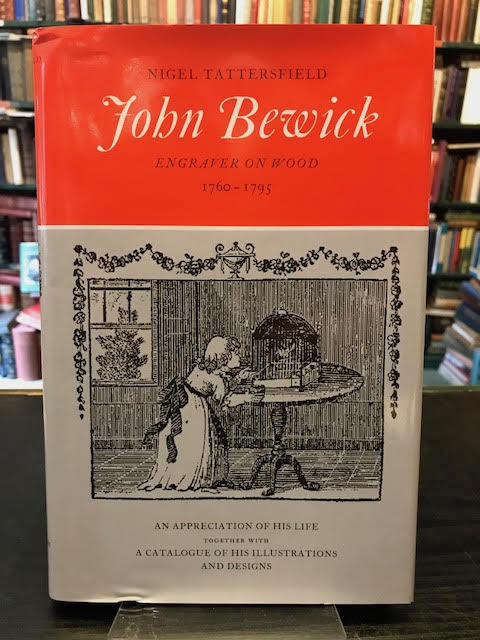 NIGEL TATTERSFIELD
John Bewick
ENGRAVER ON WOOD
1760–1795
AN APPRECIATION OF HIS LIFE
TOGETHER WITH
A CATALOGUE OF HIS ILLUSTRATIONS
AND DESIGNS